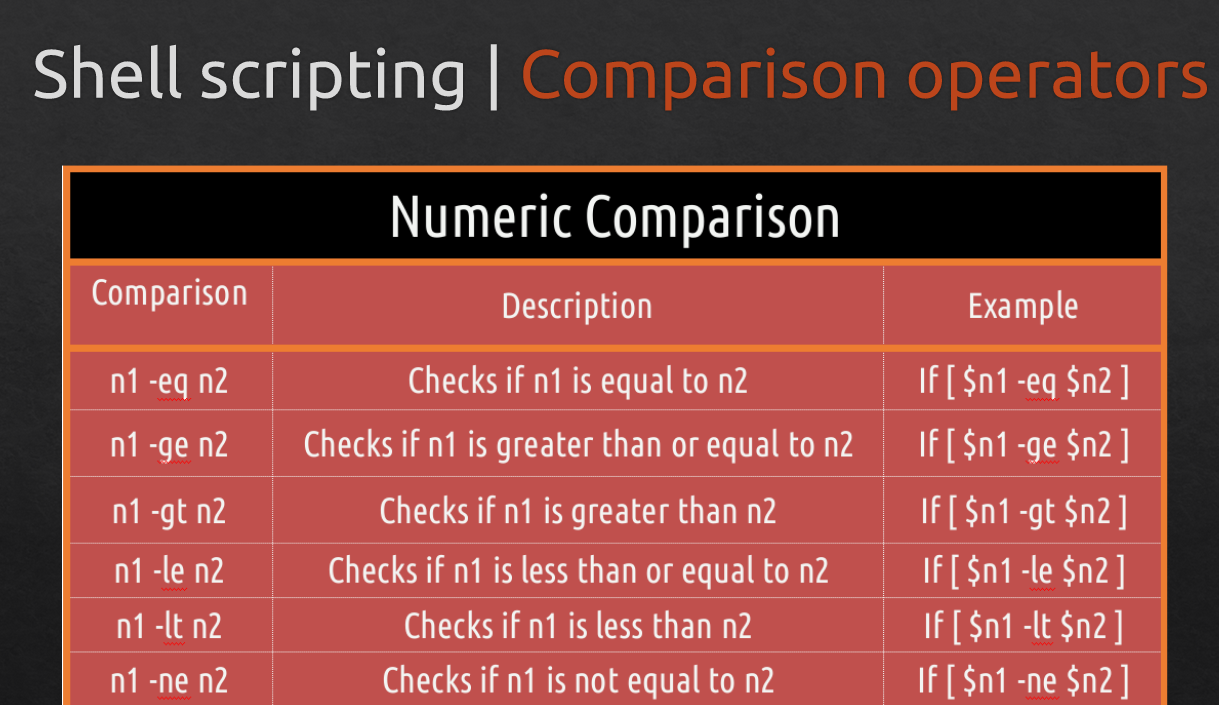 Shell scripting | Comparison operators
Numeric Comparison
Comparison Description Example
n1 -eq n2 Checks if n1 is equal to n2 If [ $n1 -eq $n2 ]
n1 -ge n2 Checks if n1 is greater than or equal to n2 If [ $n1 -ge $n2 ]
n1 -gt n2 Checks if n1 is greater than n2 If [ $n1 -gt $n2 ]
n1 -le n2 Checks if n1 is less than or equal to n2 If [ $n1 -le $n2 ]
n1 -lt n2 Checks if n1 is less than n2 If [ $n1 -lt $n2 ]
n1 -ne n2 Checks if n1 is not equal to n2 If [ $n1 -ne $n2 ]